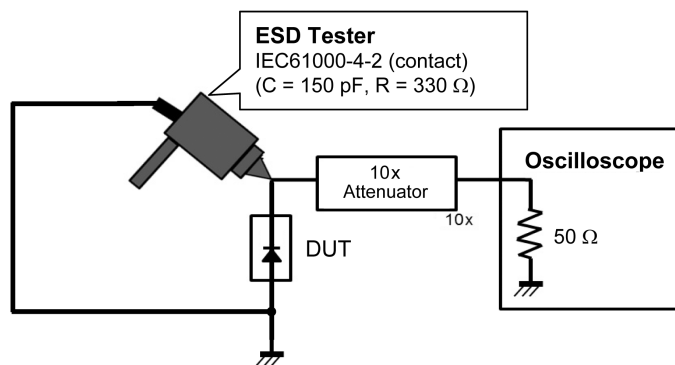 ESD Tester
IEC61000-4-2 (contact)
(C = 150 pF, R = 330 Ω)
Oscilloscope
10x
Attenuator
10x
50 Ω
DUT